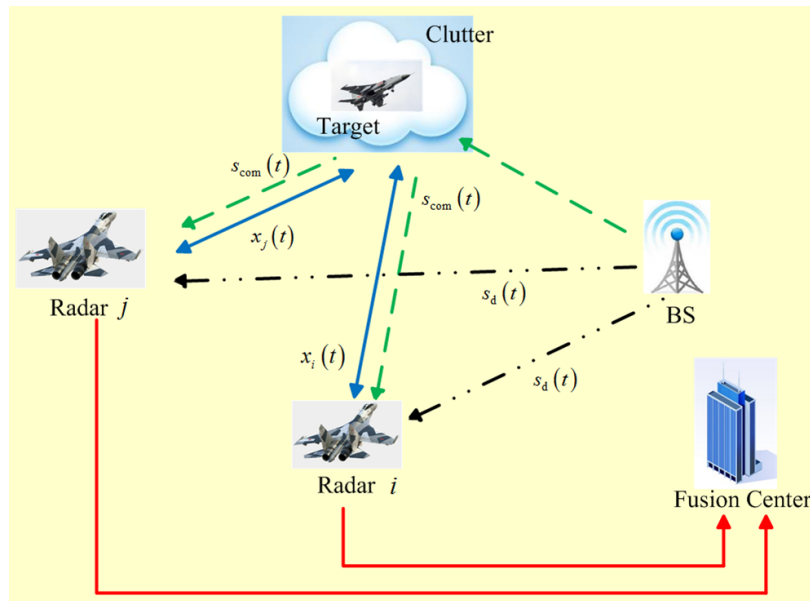 Clutter
Target
s_com(t)
s_com(t)
x_j(t)
Radar j
s_d(t)
BS
x_i(t)
s_d(t)
Radar i
Fusion Center